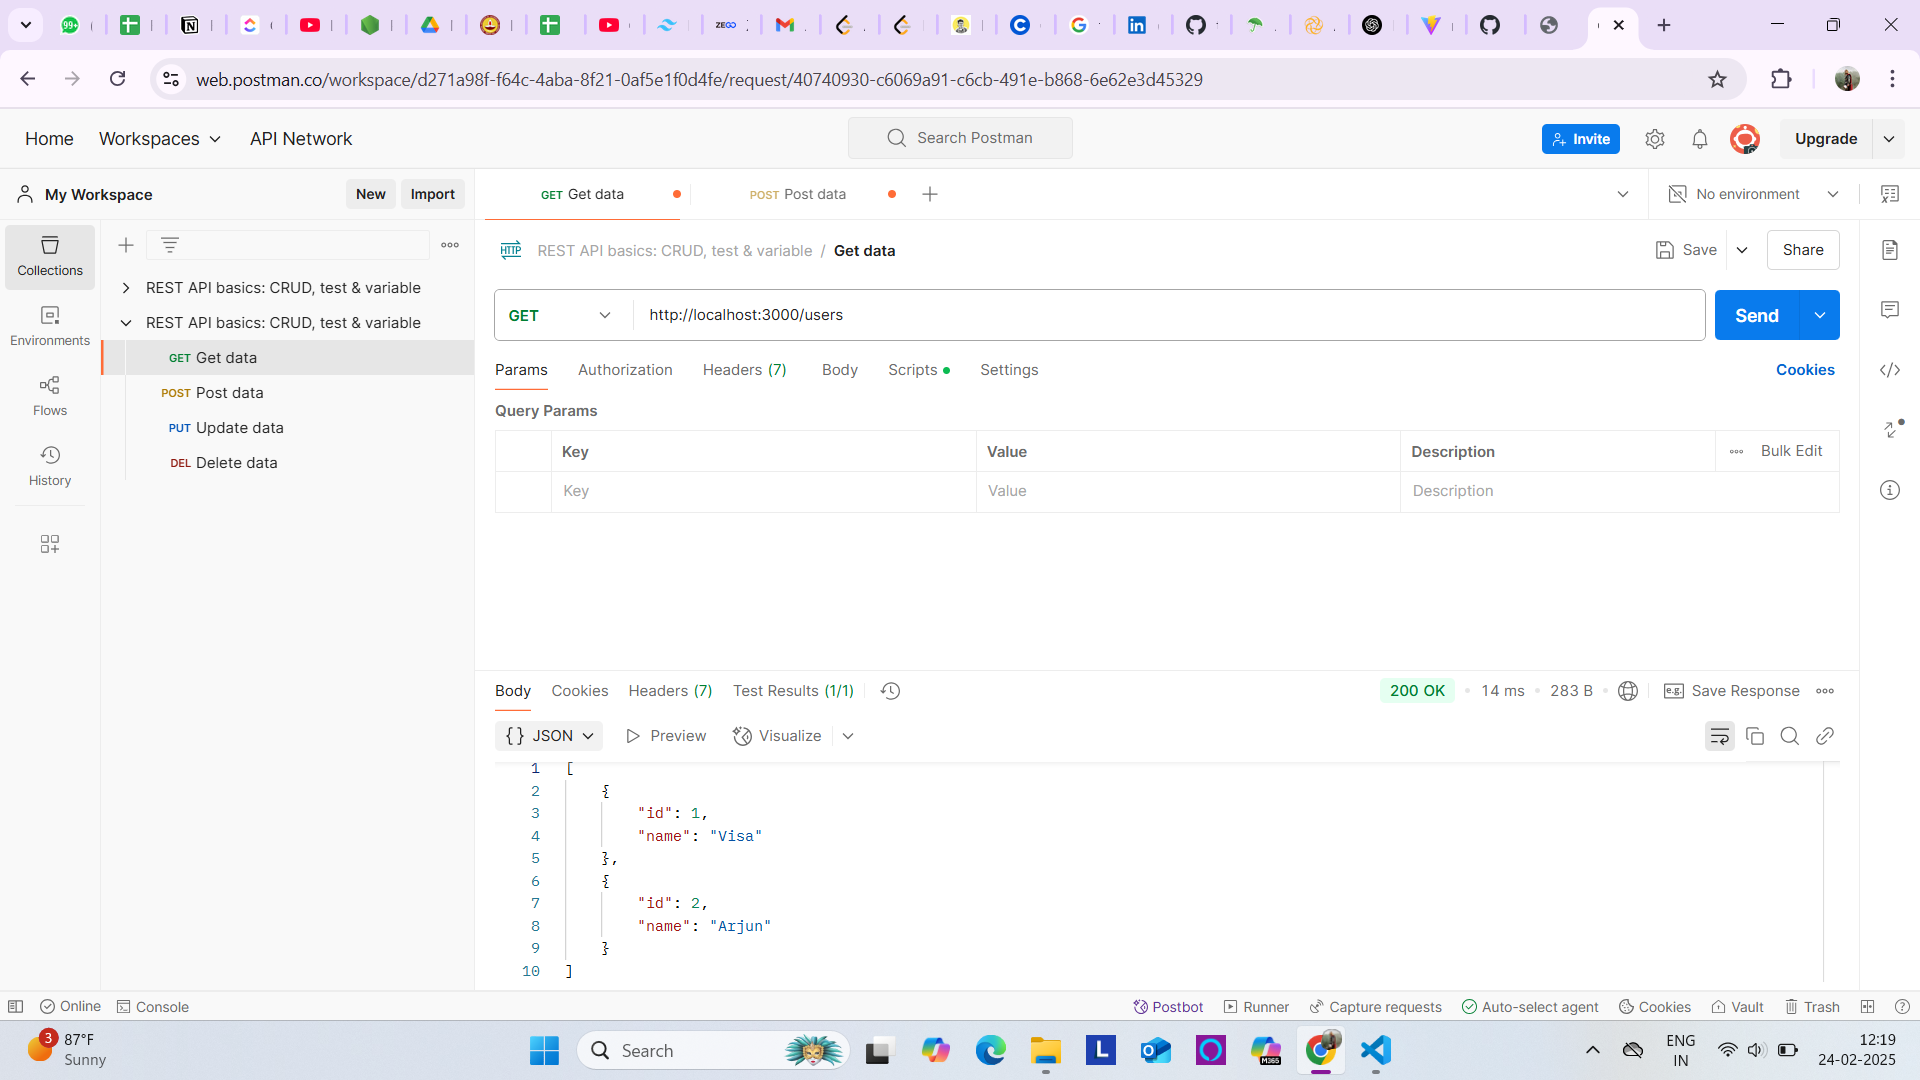 99+
ZEGO
web.postman.co/workspace/d271a98f-f64c-4aba-8f21-0af5e1f0d4fe/request/40740930-c6069a91-c6cb-491e-b868-6e62e3d45329
Home Workspaces API Network Search Postman Invite Upgrade
My Workspace New Import GET Get data POST Post data No environment
Collections
Environments
Flows
History
REST API basics: CRUD, test & variable
REST API basics: CRUD, test & variable
GET Get data
POST Post data
PUT Update data
DEL Delete data
HTTP REST API basics: CRUD, test & variable / Get data Save Share
GET http://localhost:3000/users Send
Params Authorization Headers (7) Body Scripts Settings Cookies
Query Params
Key Value Description Bulk Edit
Key Value Description
Body Cookies Headers (7) Test Results (1/1) 200 OK 14 ms 283 B e.g. Save Response
{} JSON Preview Visualize
1 [
2 {
3 "id": 1,
4 "name": "Visa"
5 },
6 {
7 "id": 2,
8 "name": "Arjun"
9 }
10 ]
Online Console Postbot Runner Capture requests Auto-select agent Cookies Vault Trash
3 87°F
Sunny
Search
L
M365
ENG
IN
12:19
24-02-2025